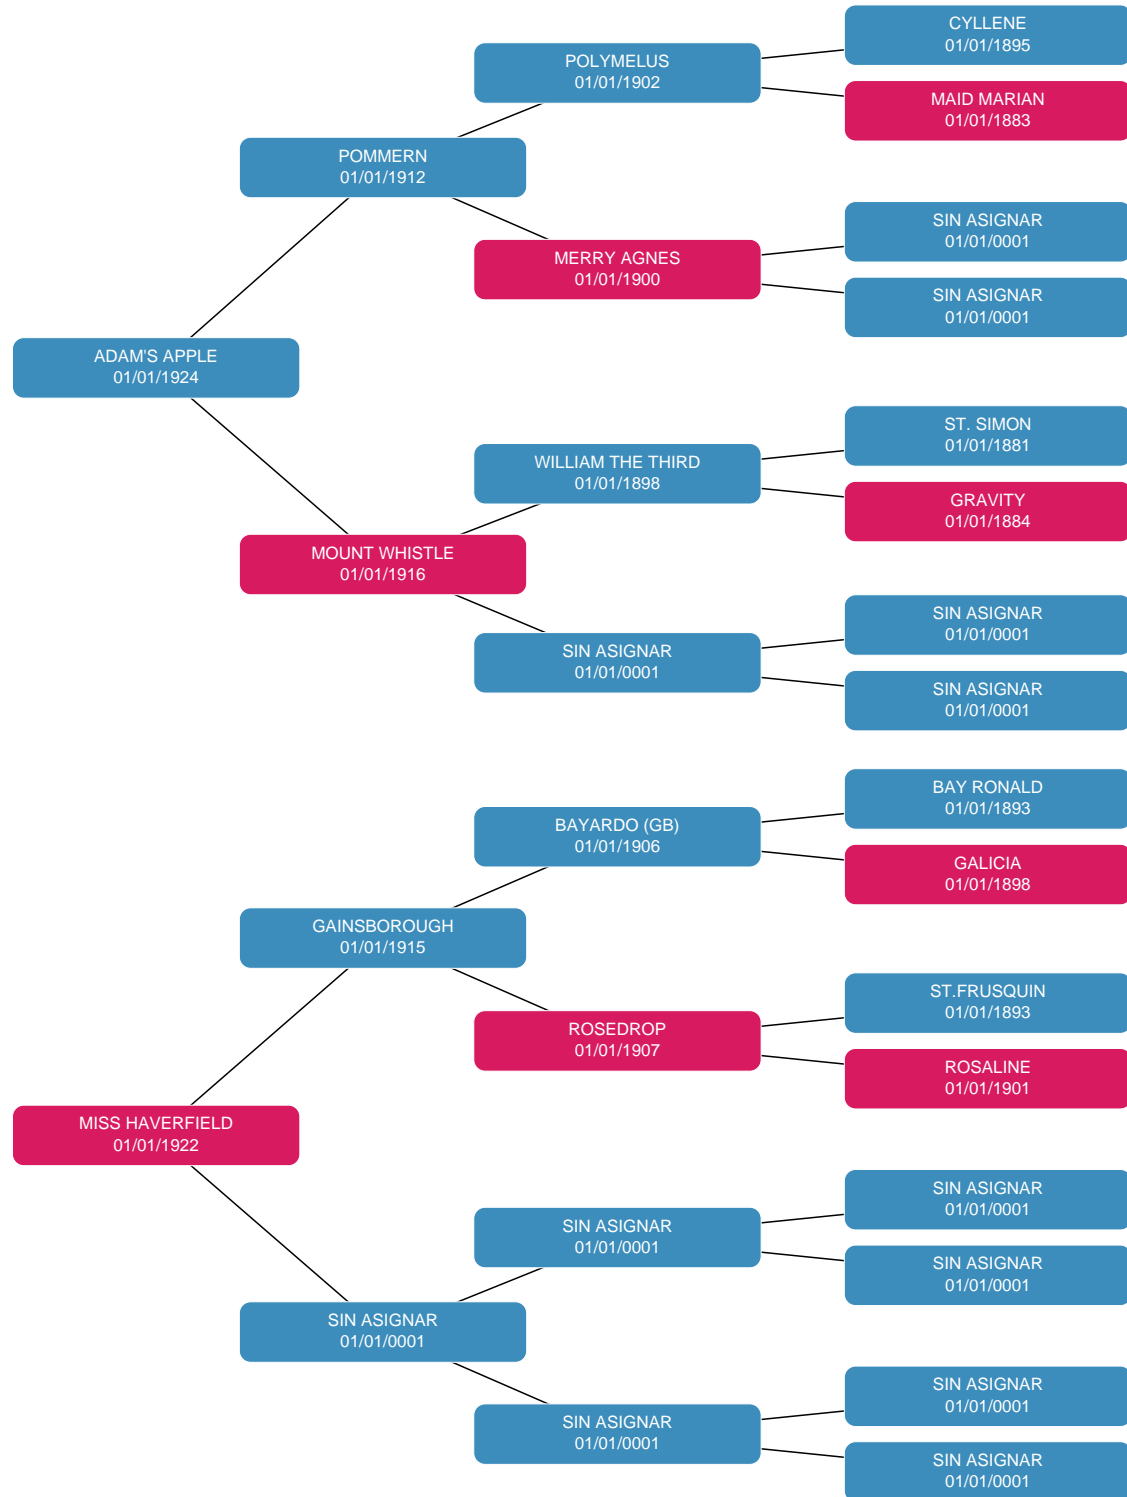 CYLLENE
01/01/1895
POLYMELUS
01/01/1902
MAID MARIAN
01/01/1883
POMMERN
01/01/1912
SIN ASIGNAR
01/01/0001
MERRY AGNES
01/01/1900
SIN ASIGNAR
01/01/0001
ADAM'S APPLE
01/01/1924
ST. SIMON
01/01/1881
WILLIAM THE THIRD
01/01/1898
GRAVITY
01/01/1884
MOUNT WHISTLE
01/01/1916
SIN ASIGNAR
01/01/0001
SIN ASIGNAR
01/01/0001
SIN ASIGNAR
01/01/0001
BAY RONALD
01/01/1893
BAYARDO (GB)
01/01/1906
GALICIA
01/01/1898
GAINSBOROUGH
01/01/1915
ST.FRUSQUIN
01/01/1893
ROSEDROP
01/01/1907
ROSALINE
01/01/1901
MISS HAVERFIELD
01/01/1922
SIN ASIGNAR
01/01/0001
SIN ASIGNAR
01/01/0001
SIN ASIGNAR
01/01/0001
SIN ASIGNAR
01/01/0001
SIN ASIGNAR
01/01/0001
SIN ASIGNAR
01/01/0001
SIN ASIGNAR
01/01/0001